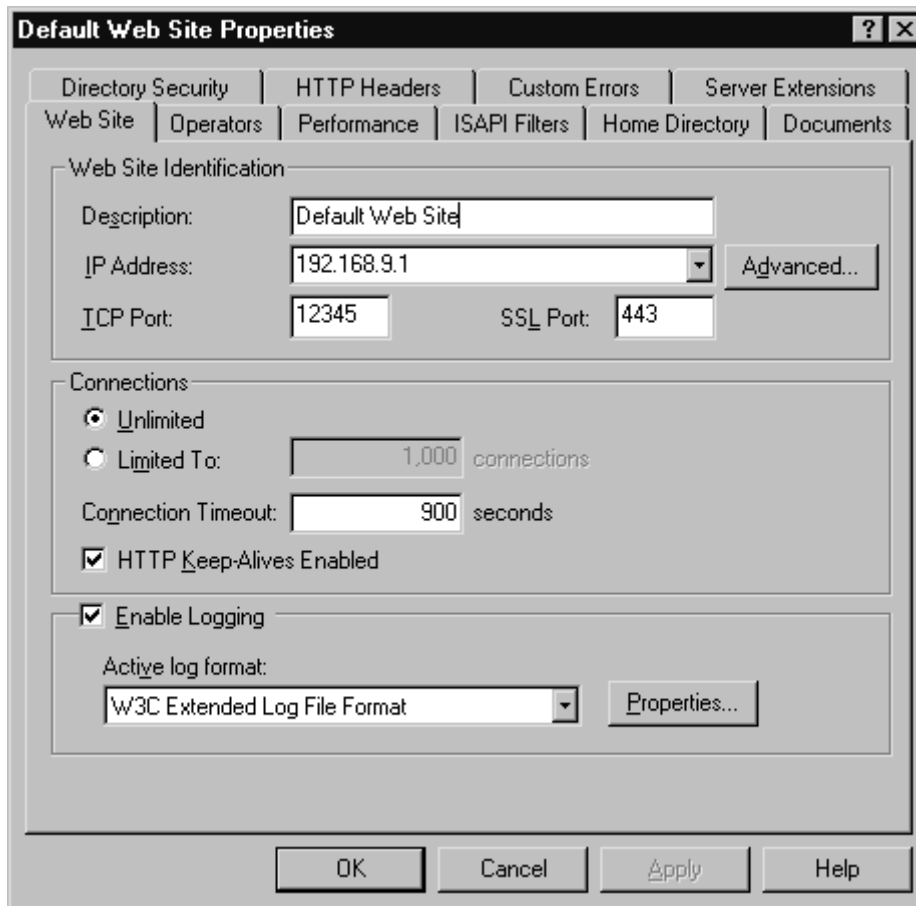 Default Web Site Properties
Directory Security HTTP Headers Custom Errors Server Extensions
Web Site Operators Performance ISAPI Filters Home Directory Documents
Web Site Identification
Description: Default Web Site
IP Address: 192.168.9.1 Advanced...
TCP Port: 12345 SSL Port: 443
Connections
Unlimited
Limited To: 1,000 connections
Connection Timeout: 900 seconds
HTTP Keep-Alives Enabled
Enable Logging
Active log format:
W3C Extended Log File Format Properties...
OK Cancel Apply Help